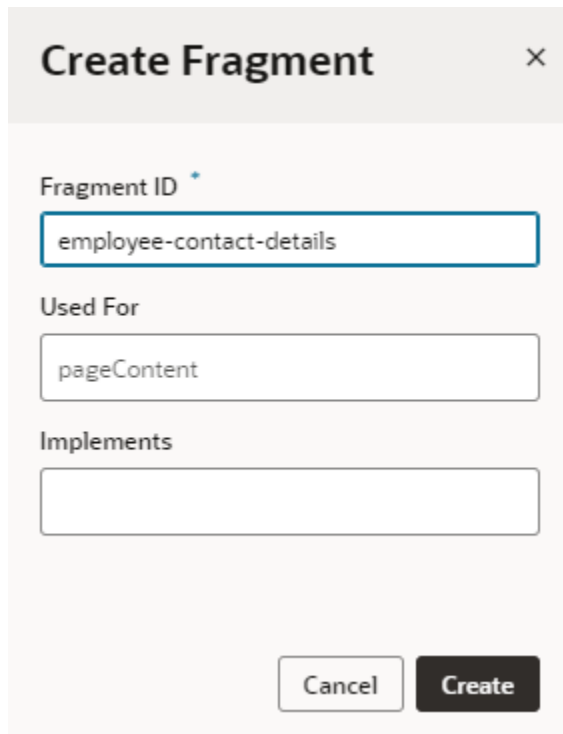 Create Fragment
Fragment ID *
employee-contact-details
Used For
pageContent
Implements
Cancel Create